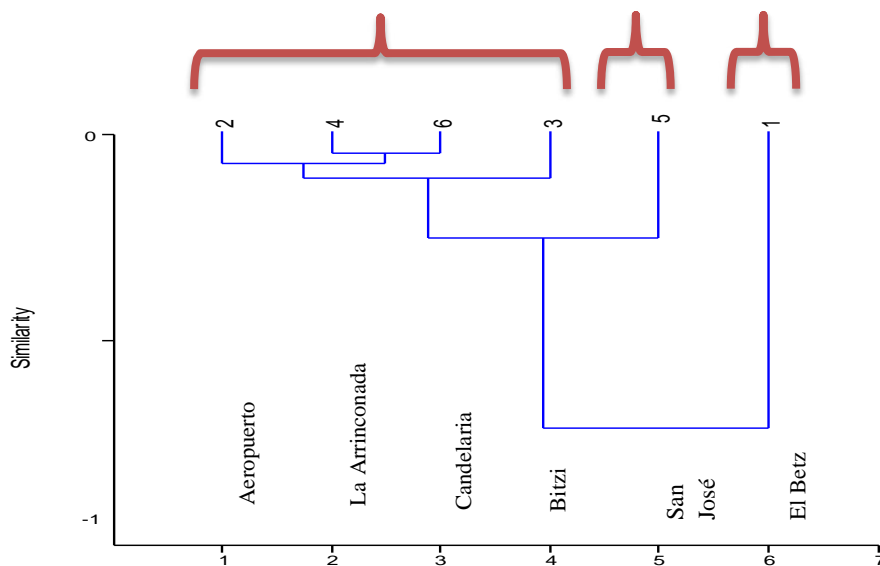 2
4
6
3
5
1
0
Similarity
-1
Aeropuerto
La Arrinconada
Candelaria
Bitzi
San
José
El Betz
1
2
3
4
5
6
7